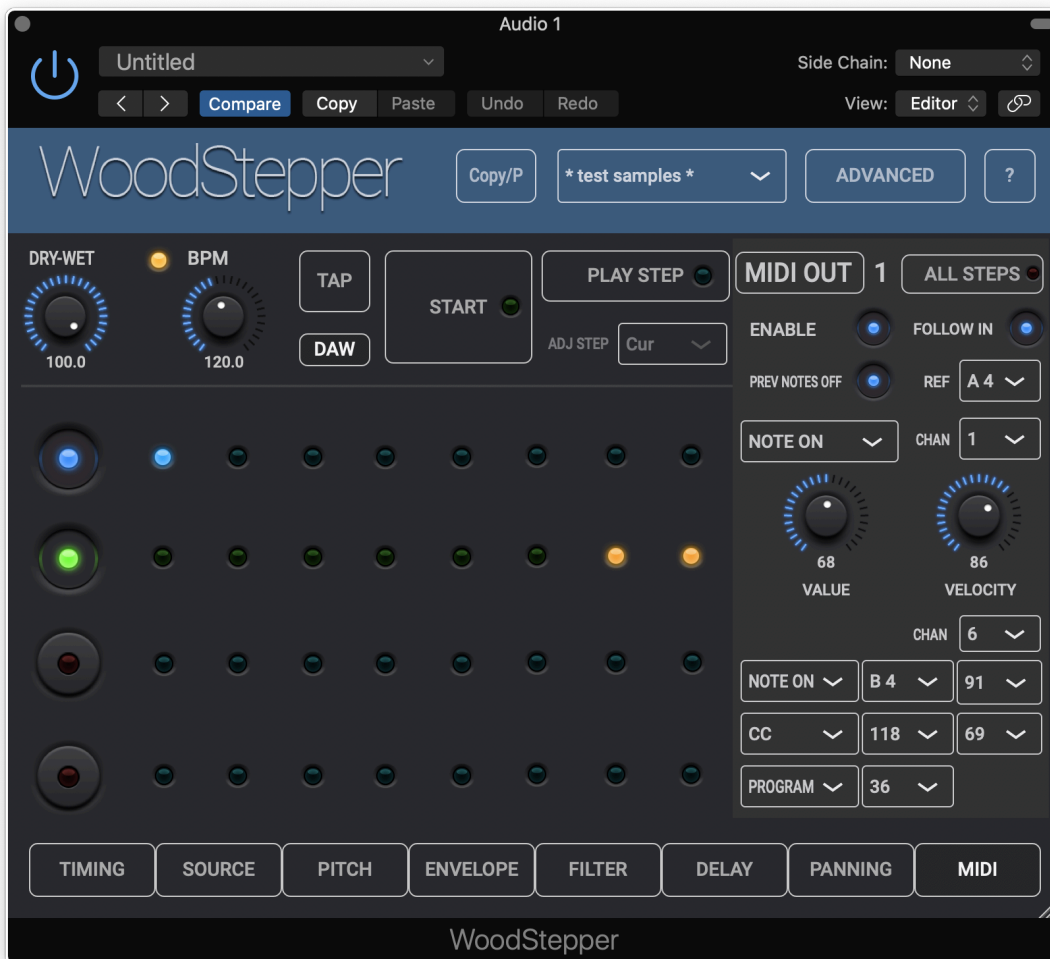 Audio 1
Untitled
Side Chain: None
< > Compare Copy Paste Undo Redo
View: Editor
WoodStepper
Copy/P
* test samples *
ADVANCED
?
DRY-WET
100.0
BPM
120.0
TAP
DAW
START
PLAY STEP
ADJ STEP Cur
MIDI OUT 1 ALL STEPS
ENABLE FOLLOW IN
PREV NOTES OFF REF A 4
NOTE ON CHAN 1
68 86
VALUE VELOCITY
CHAN 6
NOTE ON B 4 91
CC 118 69
PROGRAM 36
TIMING SOURCE PITCH ENVELOPE FILTER DELAY PANNING MIDI
WoodStepper